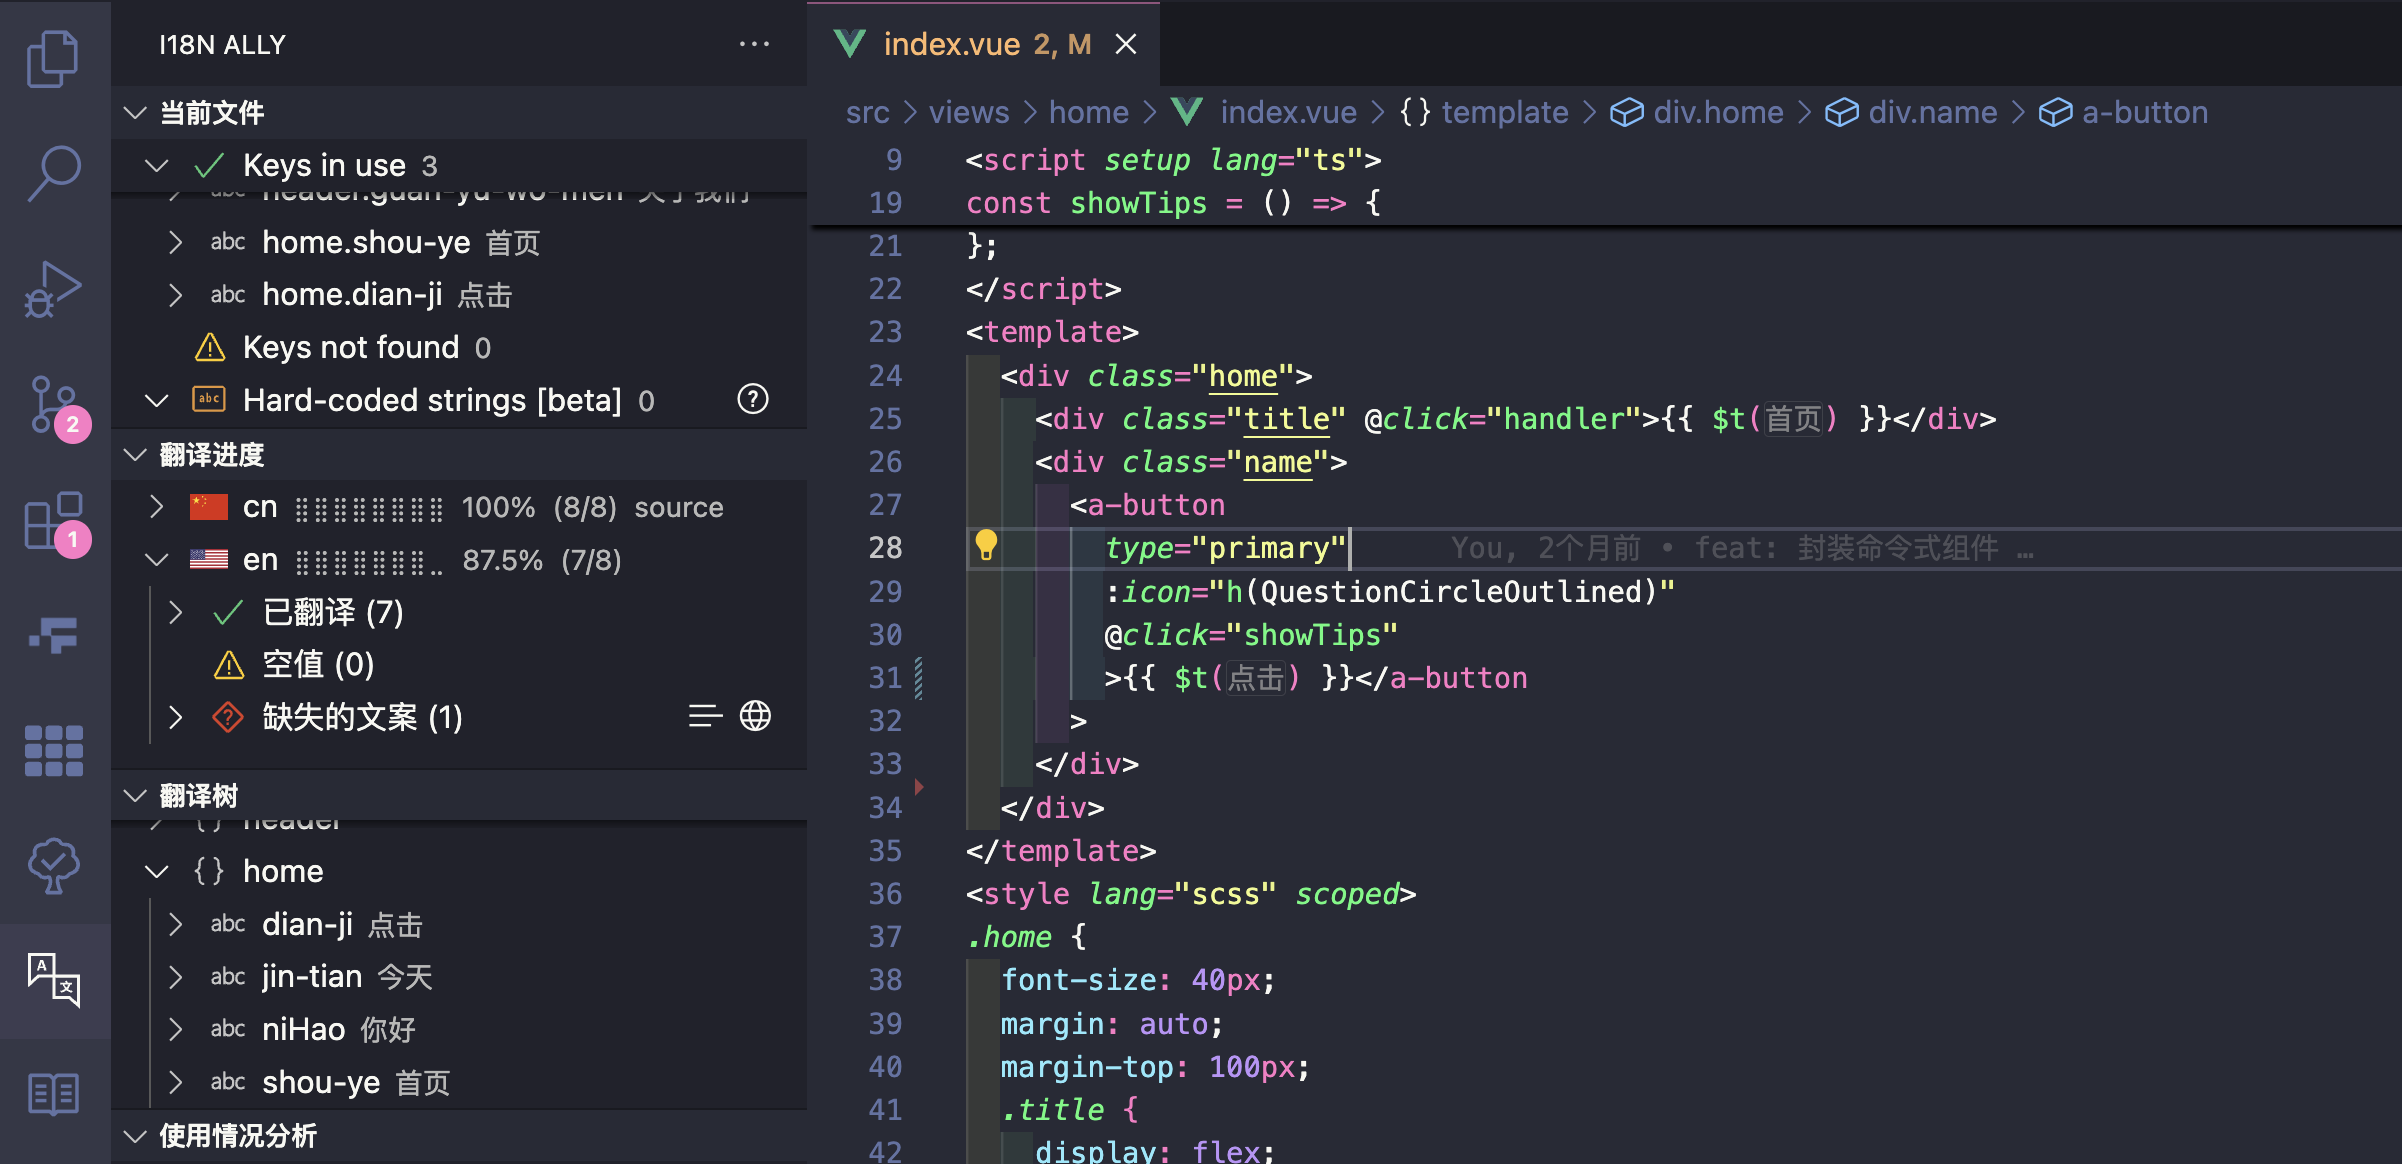 I18N ALLY
当前文件
Keys in use 3
abc header.guan-yu-wo-men 关于我们
abc home.shou-ye 首页
abc home.dian-ji 点击
Keys not found 0
abc Hard-coded strings [beta] 0
翻译进度
cn 100% (8/8) source
en 87.5% (7/8)
已翻译 (7)
空值 (0)
缺失的文案 (1)
翻译树
{} header
{} home
abc dian-ji 点击
abc jin-tian 今天
abc niHao 你好
abc shou-ye 首页
使用情况分析
2
1
A 文
index.vue 2, M
src > views > home > index.vue > {} template > div.home > div.name > a-button
9 <script setup lang="ts">
19 const showTips = () => {
21 };
22 </script>
23 <template>
24 <div class="home">
25 <div class="title" @click="handler">{{ $t(首页) }}</div>
26 <div class="name">
27 <a-button
28 type="primary" You, 2个月前 • feat: 封装命令式组件 …
29 :icon="h(QuestionCircleOutlined)"
30 @click="showTips"
31 >{{ $t(点击) }}</a-button
32 >
33 </div>
34 </div>
35 </template>
36 <style lang="scss" scoped>
37 .home {
38 font-size: 40px;
39 margin: auto;
40 margin-top: 100px;
41 .title {
42 display: flex;